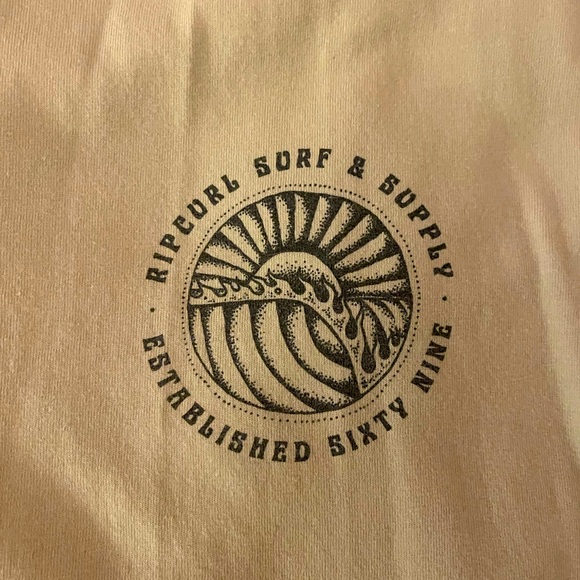 RIPCURL SURF & SUPPLY
ESTABLISHED SIXTY NINE